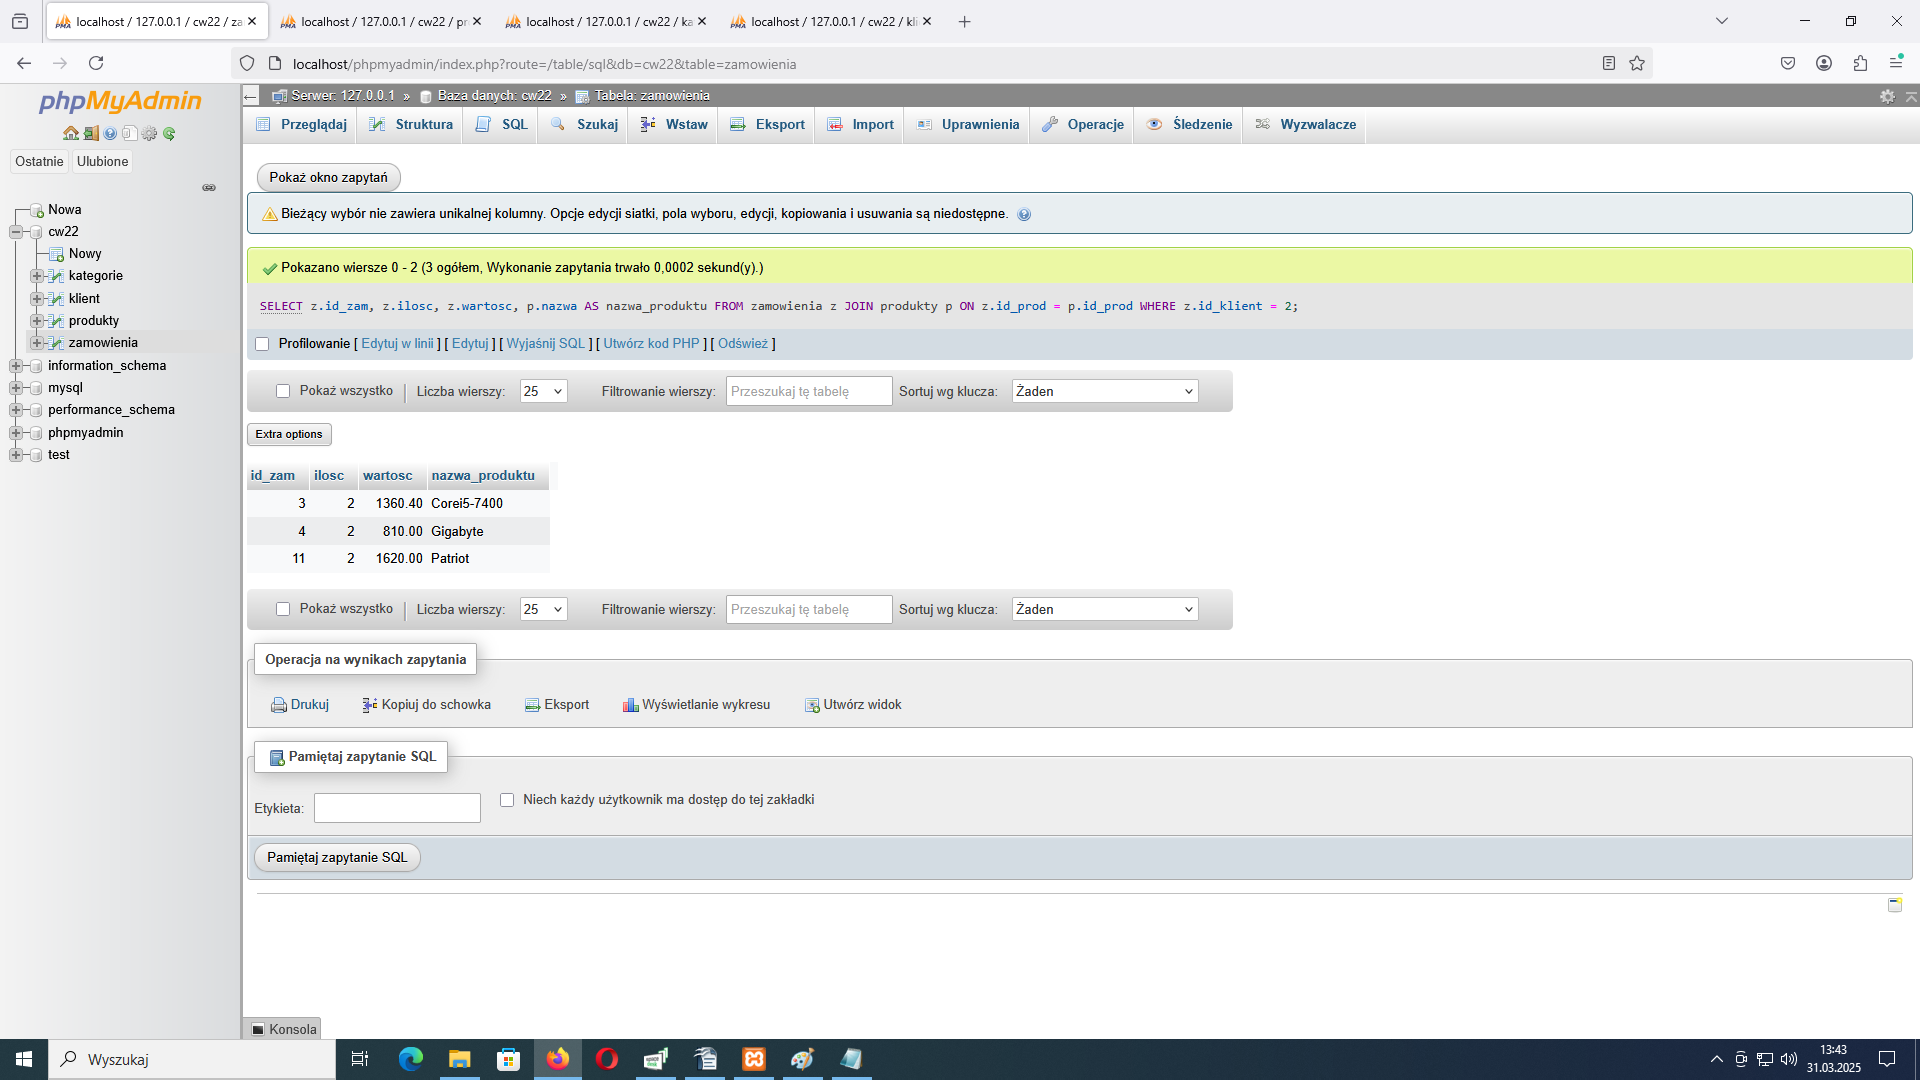 localhost / 127.0.0.1 / cw22 / za
localhost / 127.0.0.1 / cw22 / pr
localhost / 127.0.0.1 / cw22 / ka
localhost / 127.0.0.1 / cw22 / kli
localhost/phpmyadmin/index.php?route=/table/sql&db=cw22&table=zamowienia
phpMyAdmin
Ostatnie
Ulubione
Nowa
cw22
Nowy
kategorie
klient
produkty
zamowienia
information_schema
mysql
performance_schema
phpmyadmin
test
Serwer: 127.0.0.1 » Baza danych: cw22 » Tabela: zamowienia
Przeglądaj Struktura SQL Szukaj Wstaw Eksport Import Uprawnienia Operacje Śledzenie Wyzwalacze
Pokaż okno zapytań
Bieżący wybór nie zawiera unikalnej kolumny. Opcje edycji siatki, pola wyboru, edycji, kopiowania i usuwania są niedostępne.
Pokazano wiersze 0 - 2 (3 ogółem, Wykonanie zapytania trwało 0,0002 sekund(y).)
SELECT z.id_zam, z.ilosc, z.wartosc, p.nazwa AS nazwa_produktu FROM zamowienia z JOIN produkty p ON z.id_prod = p.id_prod WHERE z.id_klient = 2;
Profilowanie [ Edytuj w linii ] [ Edytuj ] [ Wyjaśnij SQL ] [ Utwórz kod PHP ] [ Odśwież ]
Pokaż wszystko | Liczba wierszy: 25 Filtrowanie wierszy: Przeszukaj tę tabelę Sortuj wg klucza: Żaden
Extra options
id_zam ilosc wartosc nazwa_produktu
3 2 1360.40 Corei5-7400
4 2 810.00 Gigabyte
11 2 1620.00 Patriot
Pokaż wszystko | Liczba wierszy: 25 Filtrowanie wierszy: Przeszukaj tę tabelę Sortuj wg klucza: Żaden
Operacja na wynikach zapytania
Drukuj Kopiuj do schowka Eksport Wyświetlanie wykresu Utwórz widok
Pamiętaj zapytanie SQL
Etykieta: Niech każdy użytkownik ma dostęp do tej zakładki
Pamiętaj zapytanie SQL
Konsola
Wyszukaj
13:43
31.03.2025